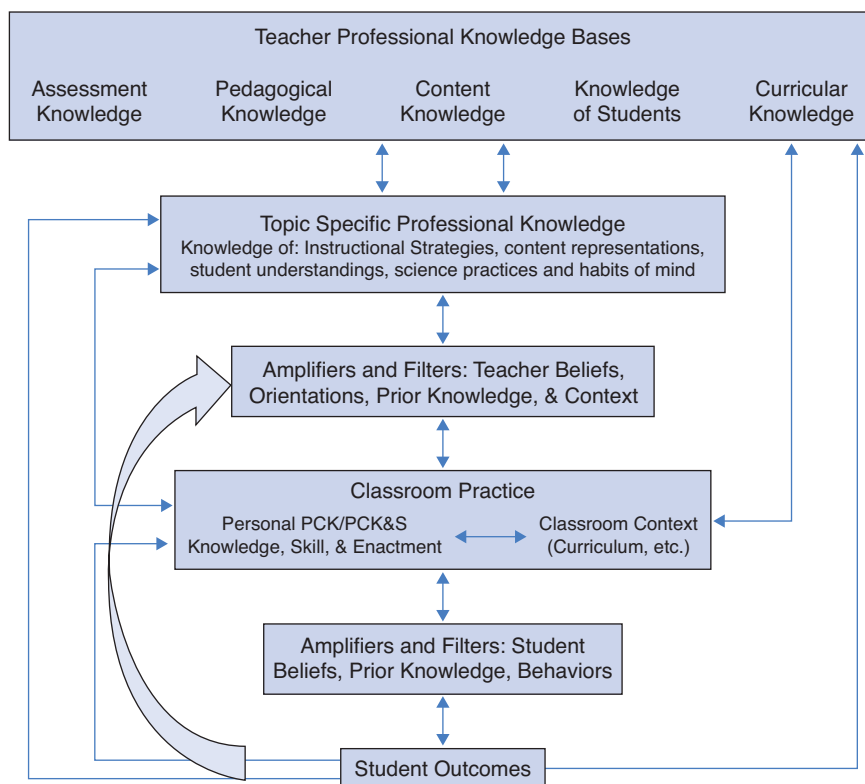 Teacher Professional Knowledge Bases
Assessment Knowledge
Pedagogical Knowledge
Content Knowledge
Knowledge of Students
Curricular Knowledge
Topic Specific Professional Knowledge
Knowledge of: Instructional Strategies, content representations,
student understandings, science practices and habits of mind
Amplifiers and Filters: Teacher Beliefs,
Orientations, Prior Knowledge, & Context
Classroom Practice
Personal PCK/PCK&S
Knowledge, Skill, & Enactment
Classroom Context
(Curriculum, etc.)
Amplifiers and Filters: Student
Beliefs, Prior Knowledge, Behaviors
Student Outcomes